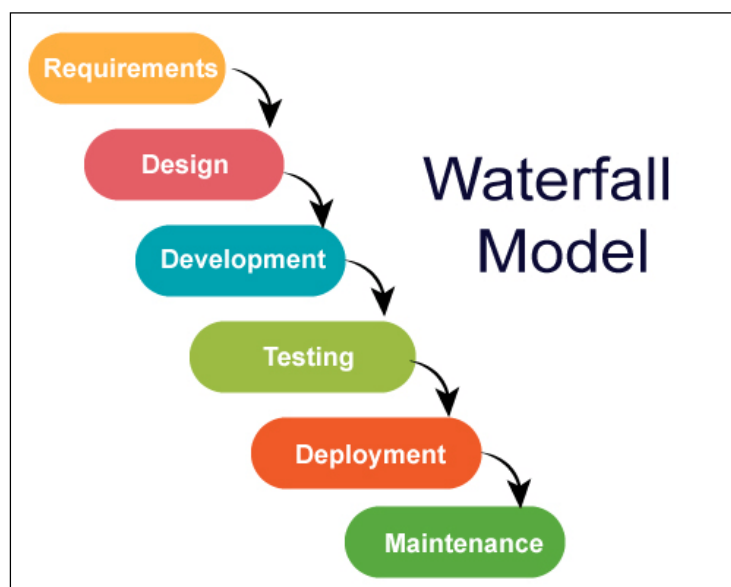 Requirements
Design
Waterfall
Model
Development
Testing
Deployment
Maintenance